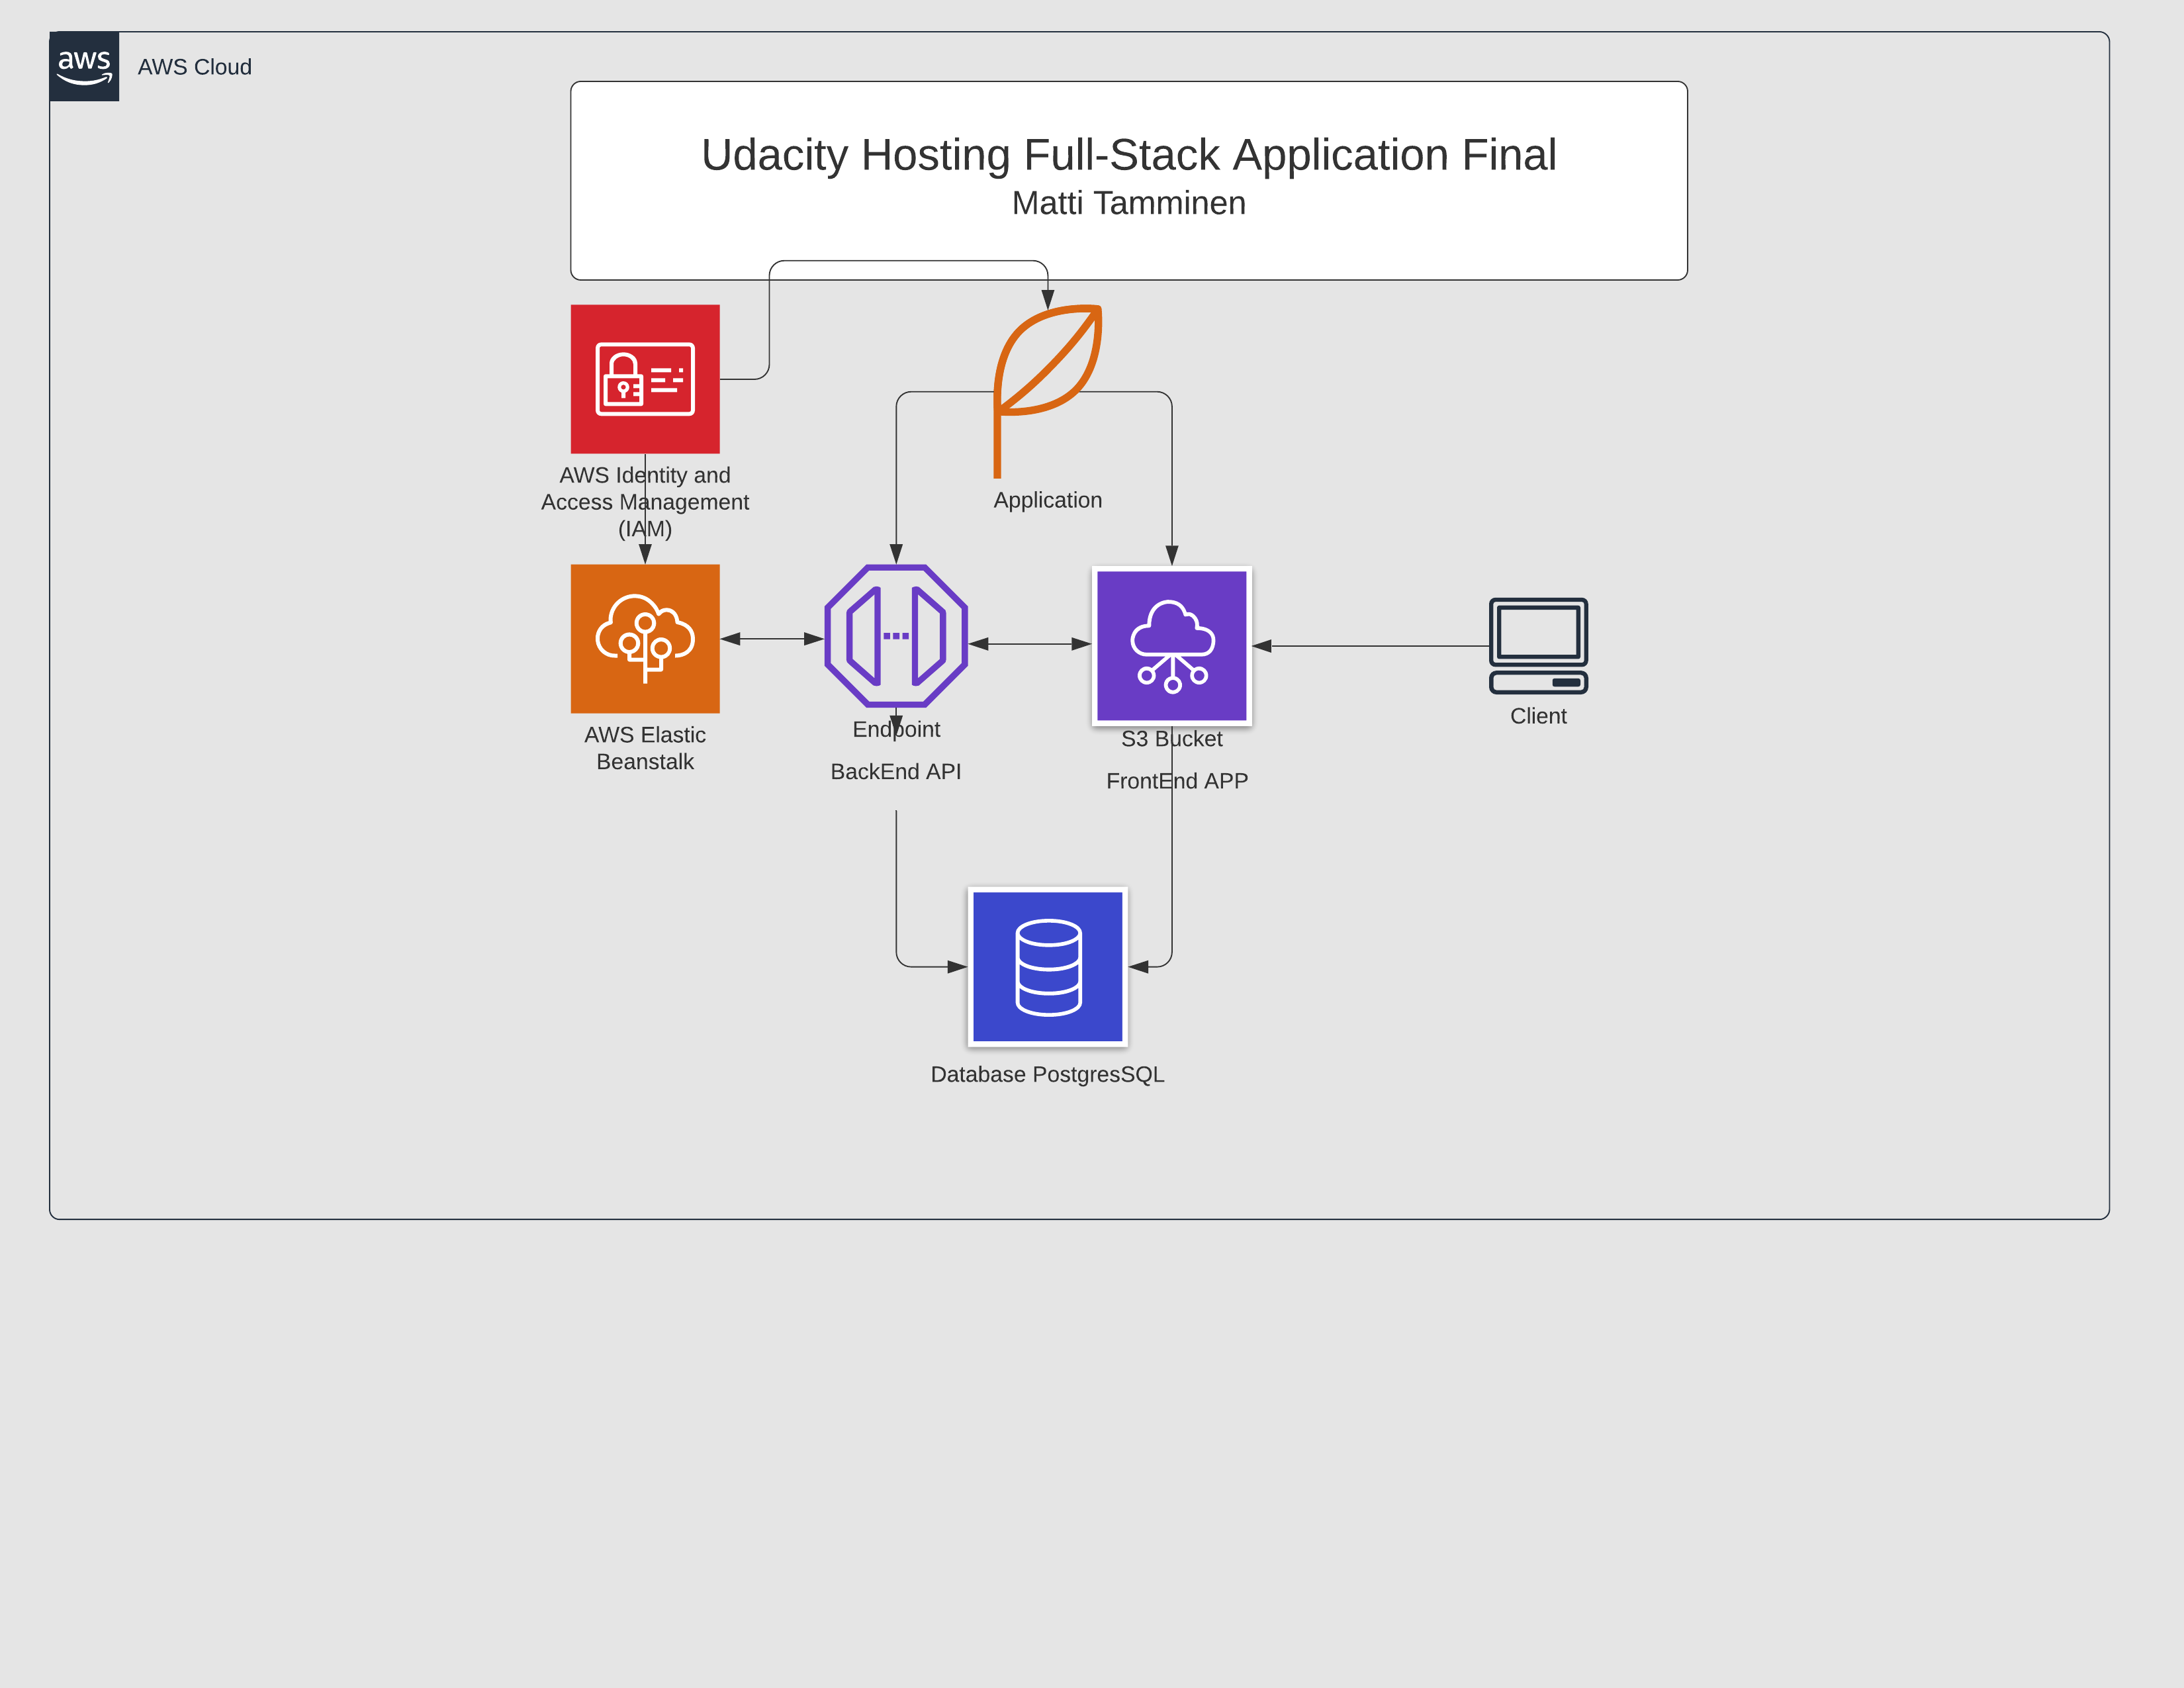 aws
AWS Cloud
Udacity Hosting Full-Stack Application Final
Matti Tamminen
AWS Identity and
Access Management
(IAM)
Application
AWS Elastic
Beanstalk
Endpoint
BackEnd API
S3 Bucket
FrontEnd APP
Client
Database PostgresSQL